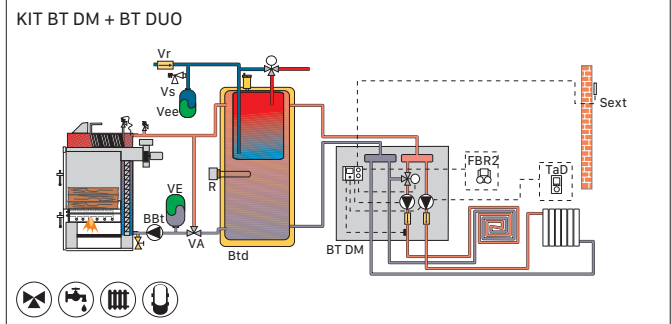 KIT BT DM + BT DUO
Vr
Vs
Vee
Sext
FBR2
TaD
R
VE
BBt
VA
BT DM
Btd